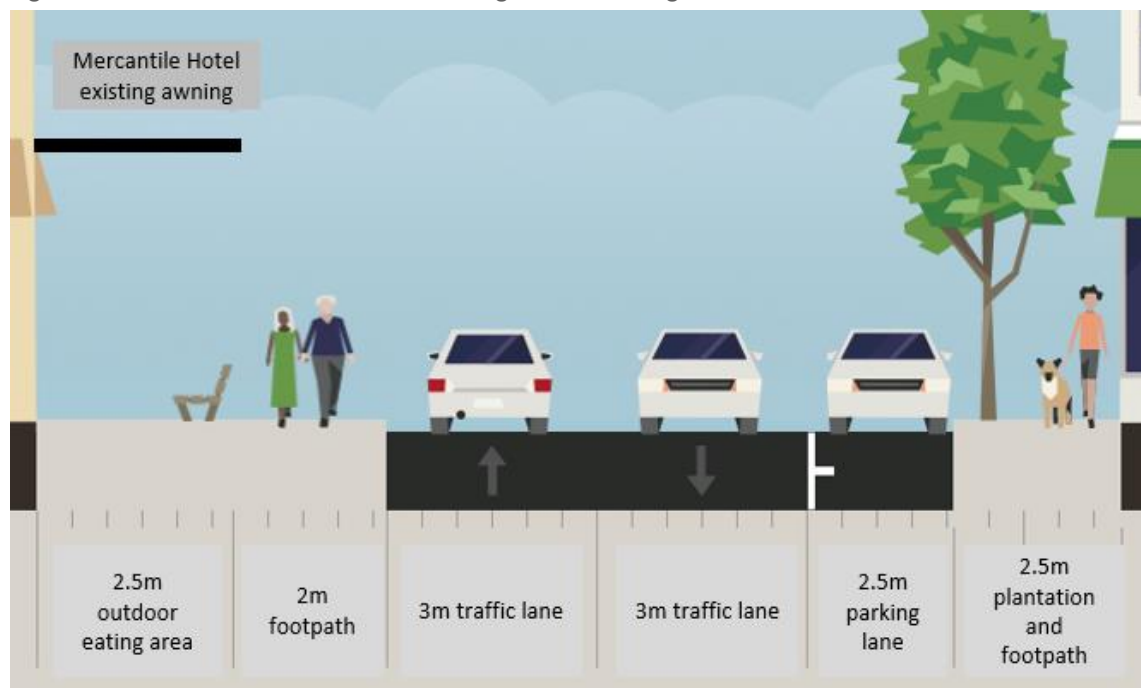 Mercantile Hotel
existing awning
2.5m
outdoor
eating area
2m
footpath
3m traffic lane
3m traffic lane
2.5m
parking
lane
2.5m
plantation
and
footpath